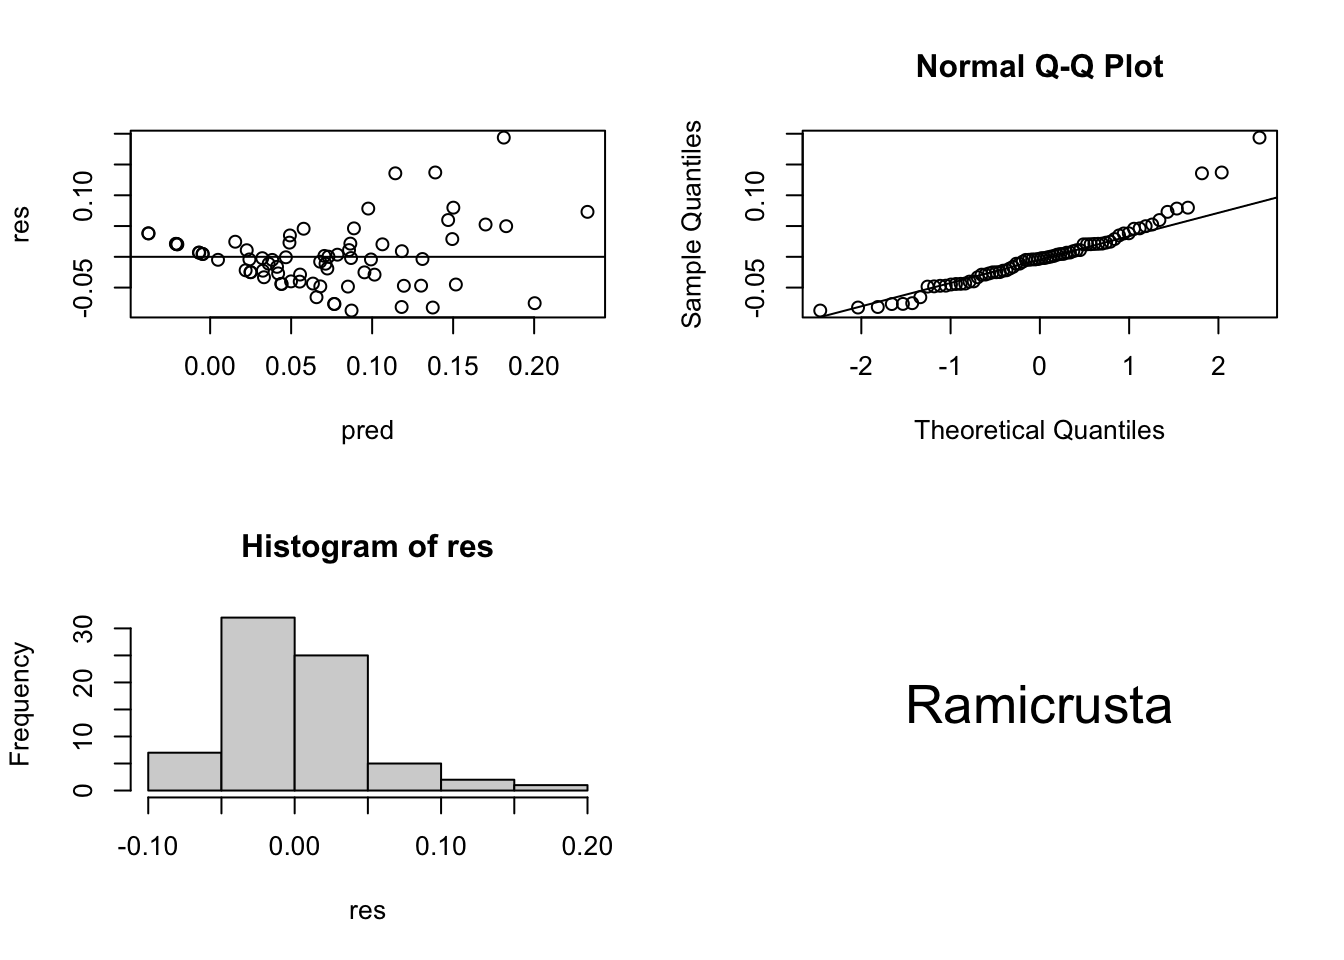 res
0.10
-0.05
0.00 0.05 0.10 0.15 0.20
pred
Normal Q-Q Plot
Sample Quantiles
0.10
-0.05
-2 -1 0 1 2
Theoretical Quantiles
Histogram of res
Frequency
30
20
10
0
-0.10 0.00 0.10 0.20
res
Ramicrusta